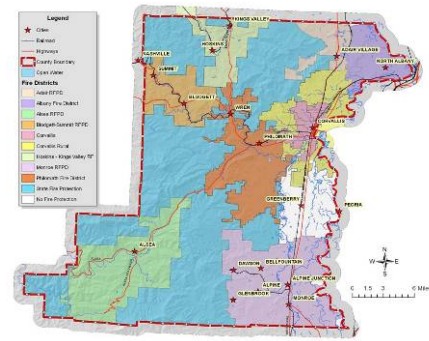 Legend
Cities
Railroad
Highways
County Boundary
Open Water
Fire Districts
Adair RFPD
Albany Fire District
Alsea RFPD
Blodgett-Summit RFPD
Corvallis
Corvallis Rural
Hoskins - Kings Valley RF
Monroe RFPD
Philomath Fire District
State Fire Protection
No Fire Protection
KINGS VALLEY
HOSKINS
ADAIR VILLAGE
NASHVILLE
NORTH ALBANY
SUMMIT
BLODGETT
WREN
CORVALLIS
PHILOMATH
GREENBERRY
PEORIA
ALSEA
DAWSON
BELLFOUNTAIN
ALPINE
ALPINE JUNCTION
GLENBROOK
MONROE
N
W
E
S
0 1.5 3 6 Mile